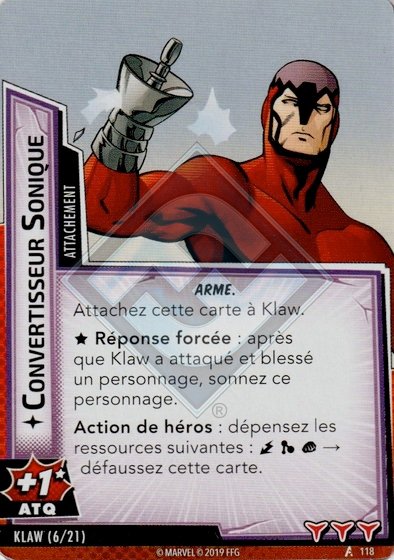 ✦ CONVERTISSEUR SONIQUE
ATTACHEMENT
ARME.
Attachez cette carte à Klaw.
★ Réponse forcée : après
que Klaw a attaqué et blessé
un personnage, sonnez ce
personnage.
Action de héros : dépensez les
ressources suivantes : →
défaussez cette carte.
+1★
ATQ
KLAW (6/21)
© MARVEL © 2019 FFG
A 118
®